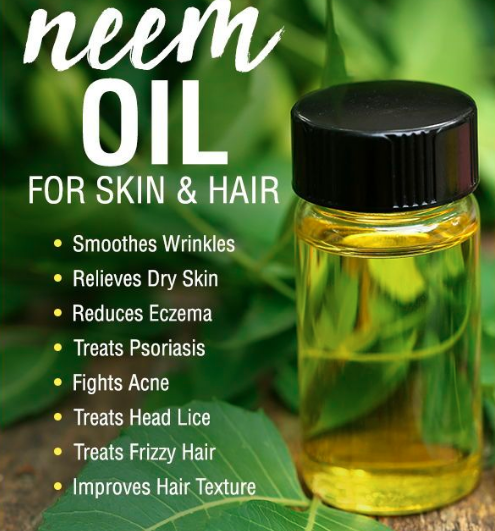 neem
OIL
FOR SKIN & HAIR
• Smoothes Wrinkles
• Relieves Dry Skin
• Reduces Eczema
• Treats Psoriasis
• Fights Acne
• Treats Head Lice
• Treats Frizzy Hair
• Improves Hair Texture